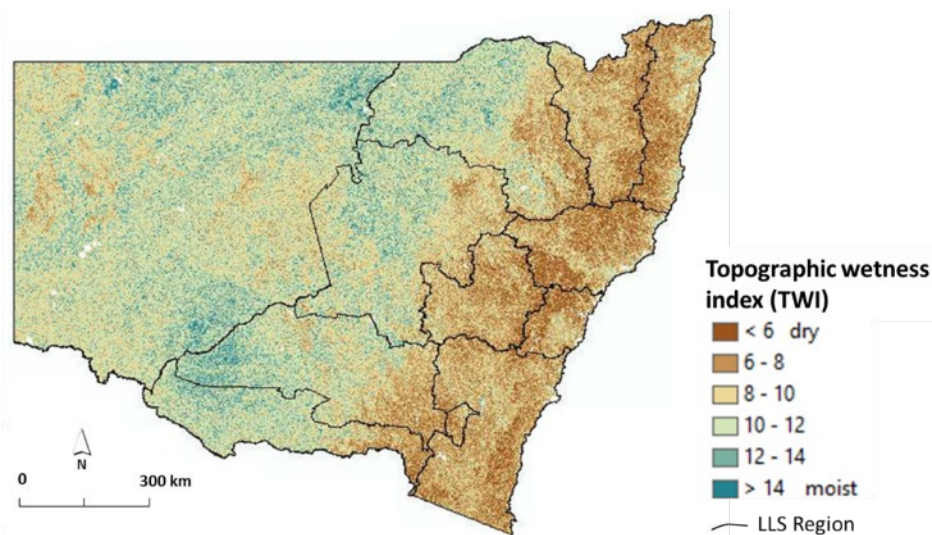 Topographic wetness
index (TWI)
< 6 dry
6 - 8
8 - 10
10 - 12
12 - 14
> 14 moist
LLS Region
N
0 300 km